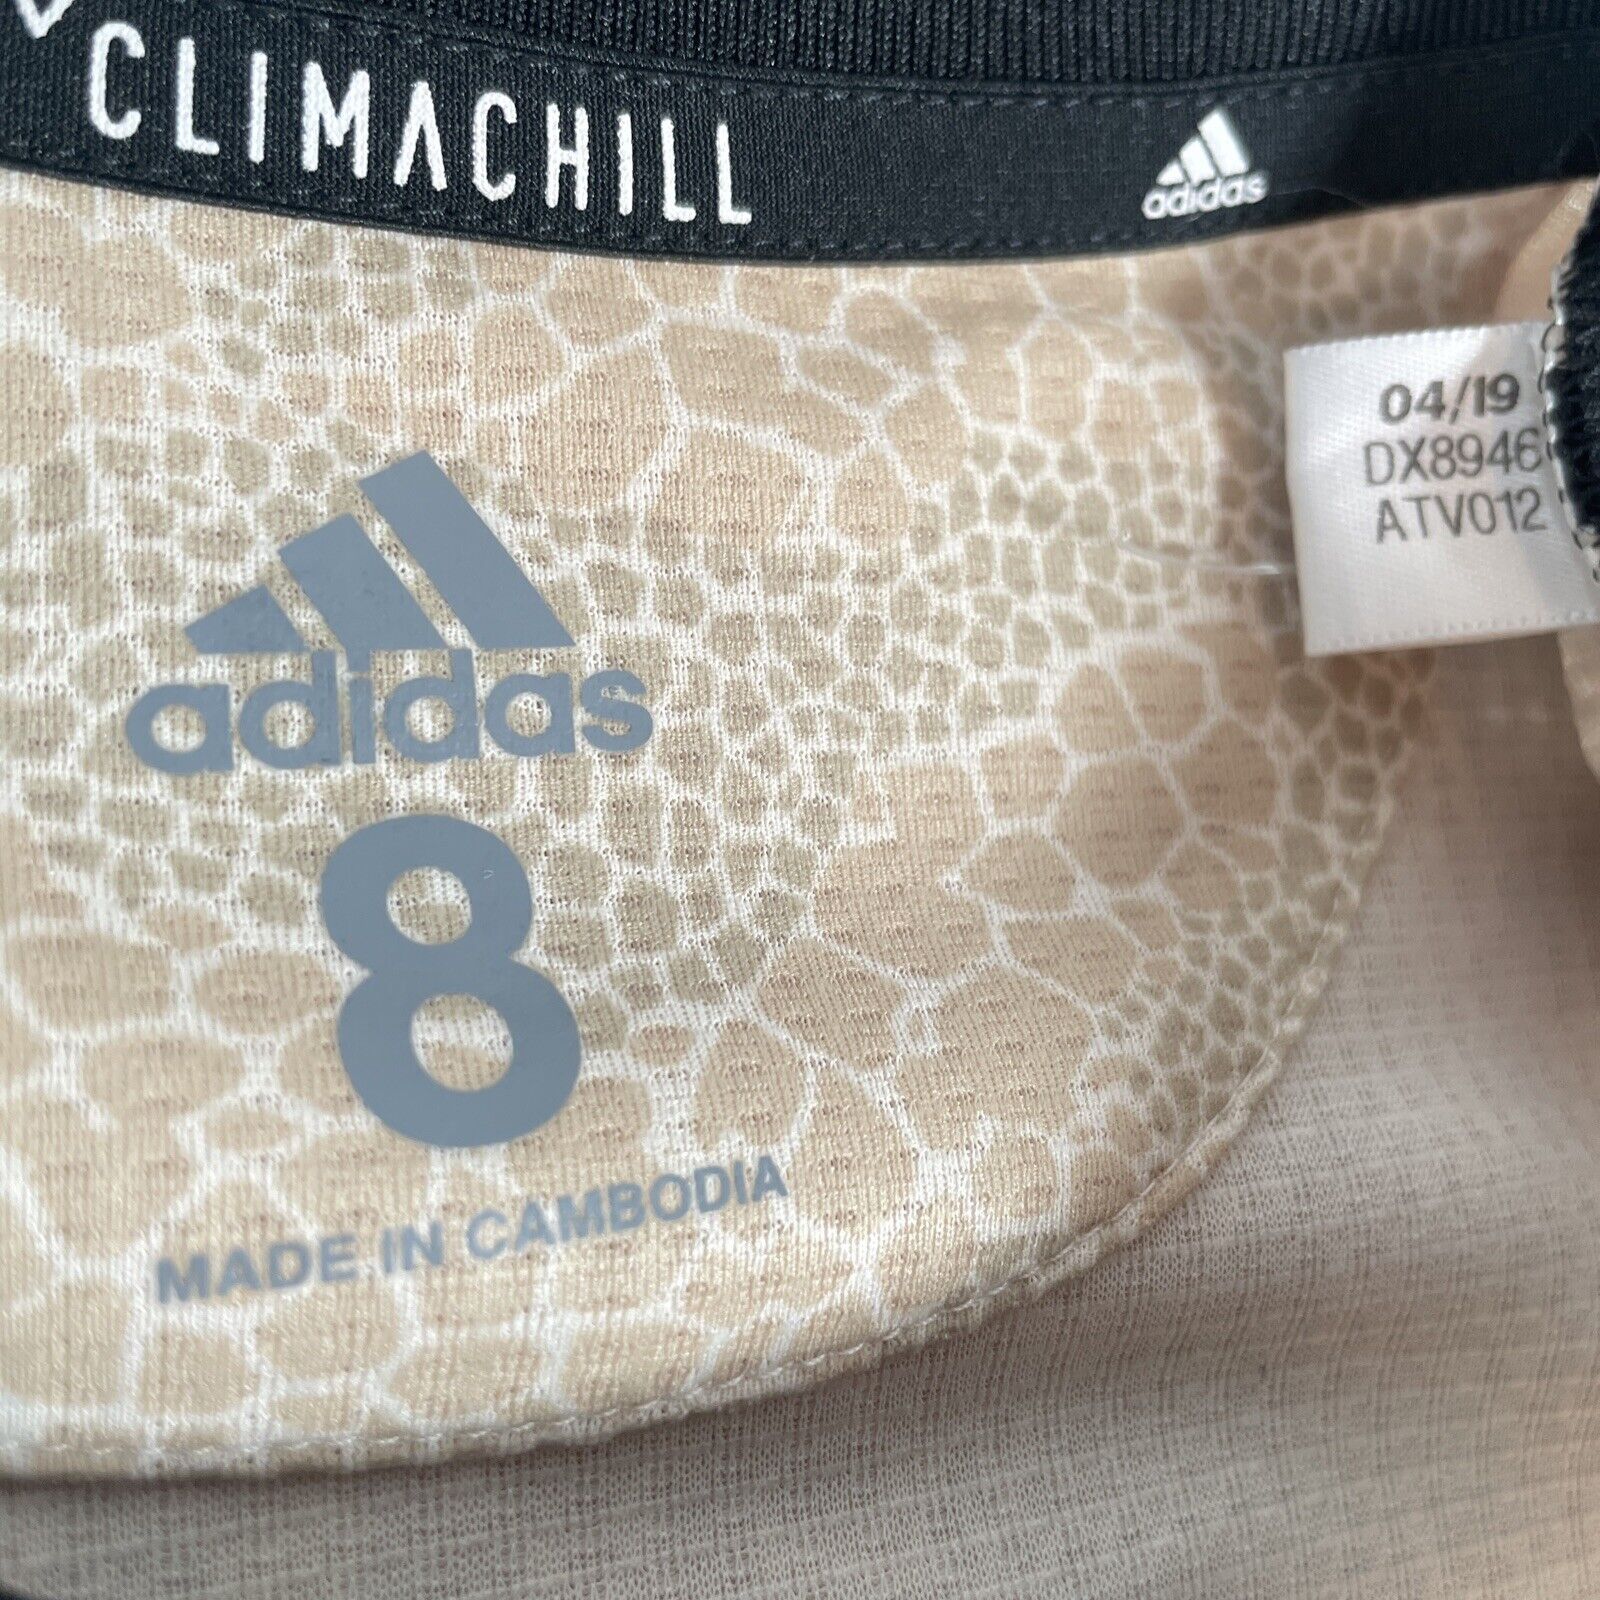 CLIMACHILL
adidas
04/19
DX8946
ATV012
adidas
8
MADE IN CAMBODIA